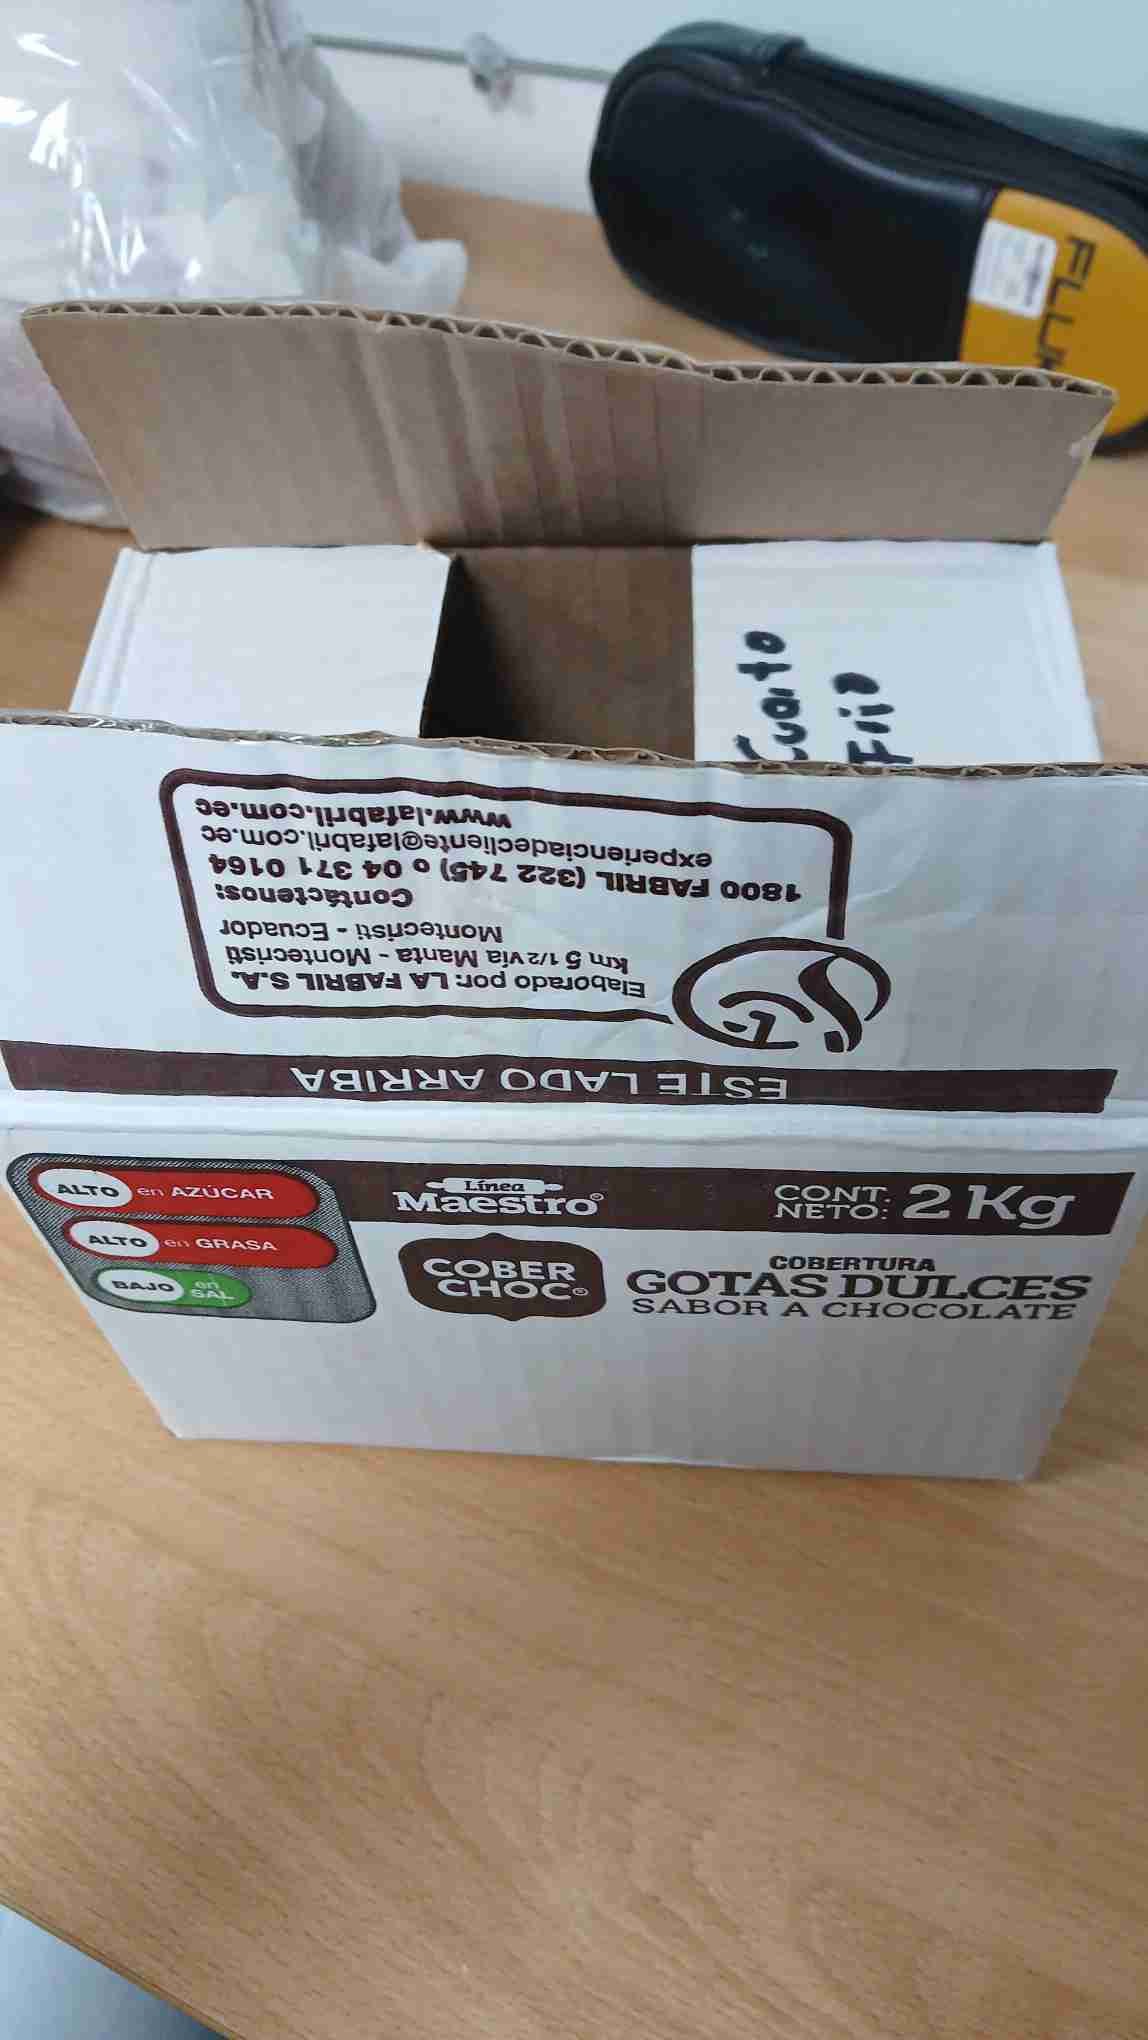 FLUKE
Cuarto
Frio
www.lafabril.com.ec
experienciadecliente@lafabril.com.ec
1800 FABRIL (322 745) o 04 371 0164
Contáctenos:
Montecristi - Ecuador
km 5 1/2 vía Manta - Montecristi
Elaborado por: LA FABRIL S.A.
ESTE LADO ARRIBA
ALTO en AZÚCAR
ALTO en GRASA
BAJO en SAL
Línea
Maestro®
CONT. NETO: 2 Kg
COBER
CHOC®
COBERTURA
GOTAS DULCES
SABOR A CHOCOLATE